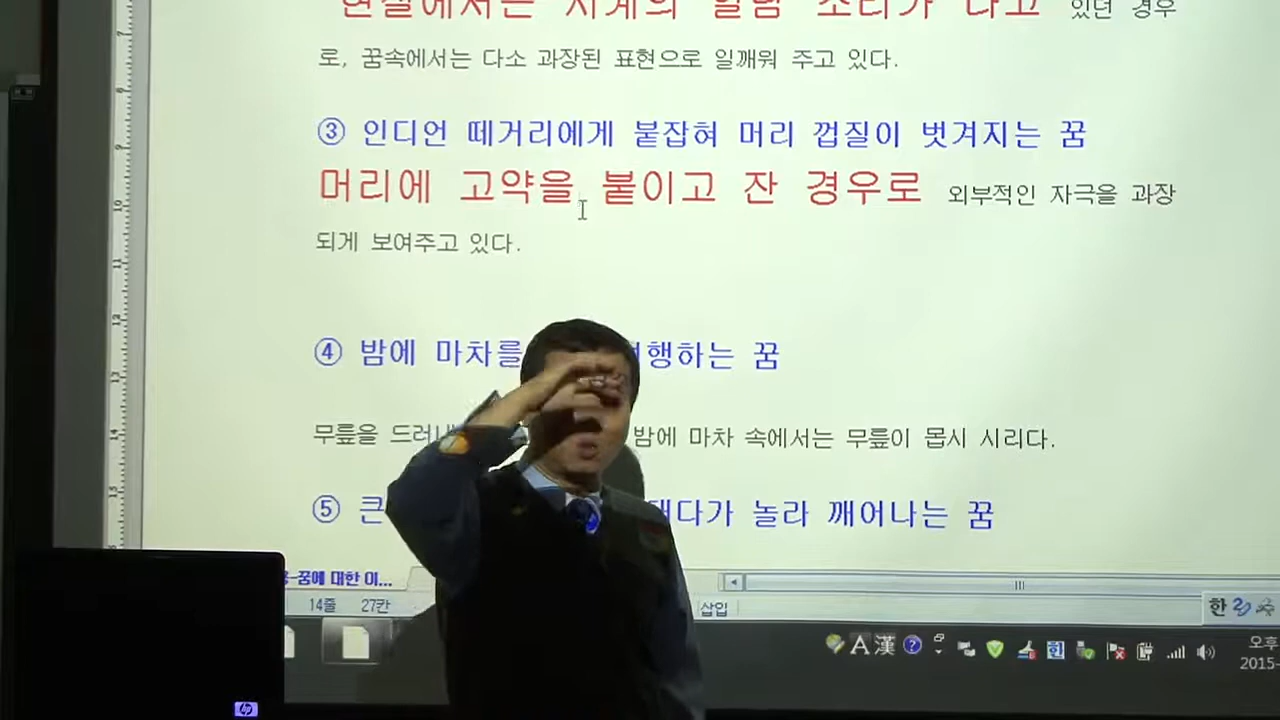 현실에서는 시계의 알람 소리가 나고 있던 경우
로, 꿈속에서는 다소 과장된 표현으로 일깨워 주고 있다.
③ 인디언 떼거리에게 붙잡혀 머리 껍질이 벗겨지는 꿈
머리에 고약을 붙이고 잔 경우로 외부적인 자극을 과장
되게 보여주고 있다.
④ 밤에 마차를 여행하는 꿈
무릎을 드러내 밤에 마차 속에서는 무릎이 몹시 시리다.
⑤ 큰 대다가 놀라 깨어나는 꿈
-꿈에 대한 이...
14줄 27칸 삽입
한
A 漢 ? 한 오후
2015-
hp